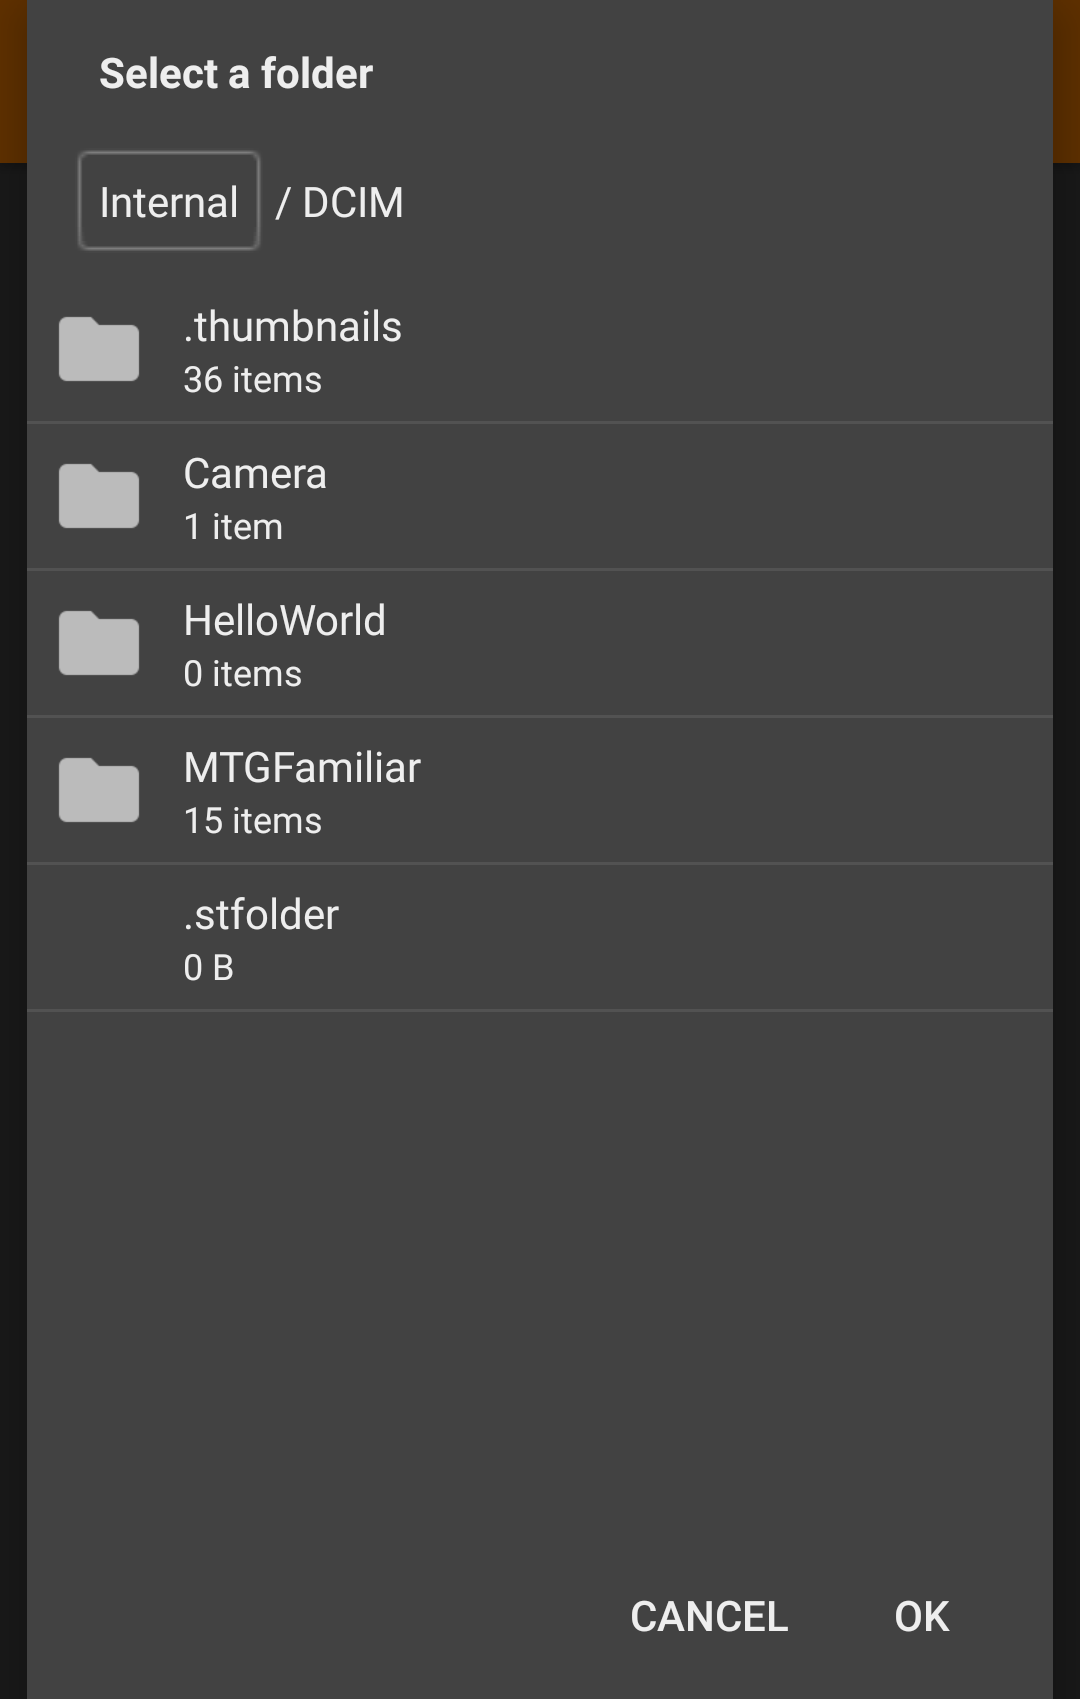 Select a folder
Internal / DCIM
.thumbnails
36 items
Camera
1 item
HelloWorld
0 items
MTGFamiliar
15 items
.stfolder
0 B
CANCEL OK